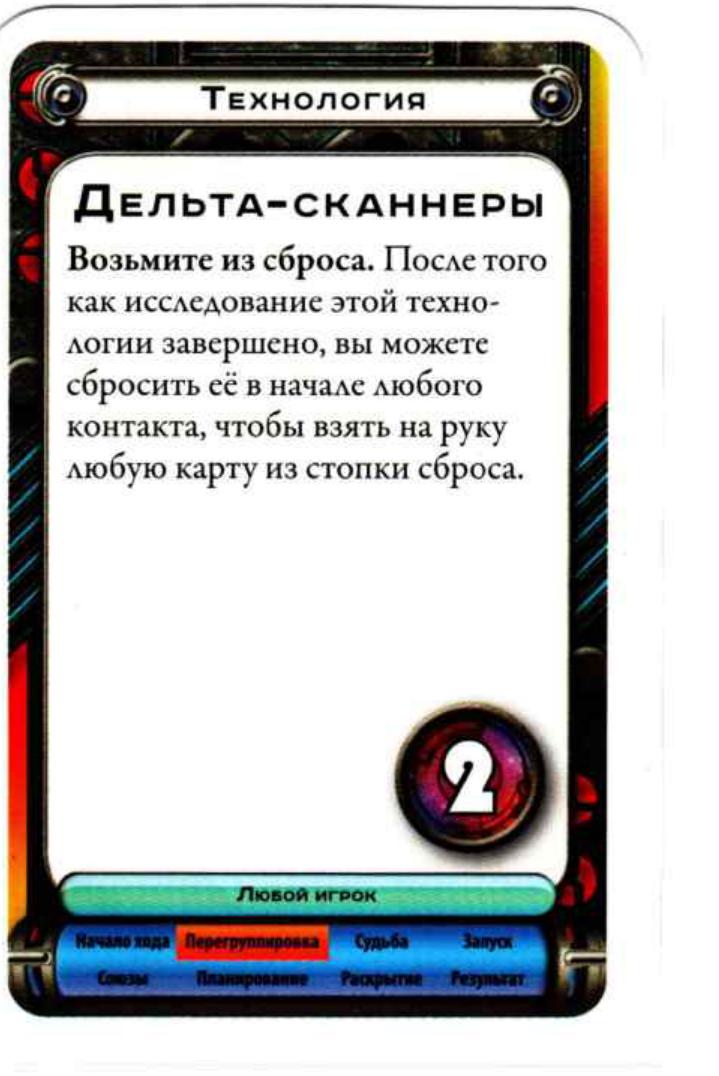 Технология
Дельта-сканнеры
Возьмите из сброса. После того
как исследование этой техно-
логии завершено, вы можете
сбросить её в начале любого
контакта, чтобы взять на руку
любую карту из стопки сброса.
2
Любой игрок
Начало хода Перегруппировка Судьба Запуск
Союзы Планирование Раскрытие Результат